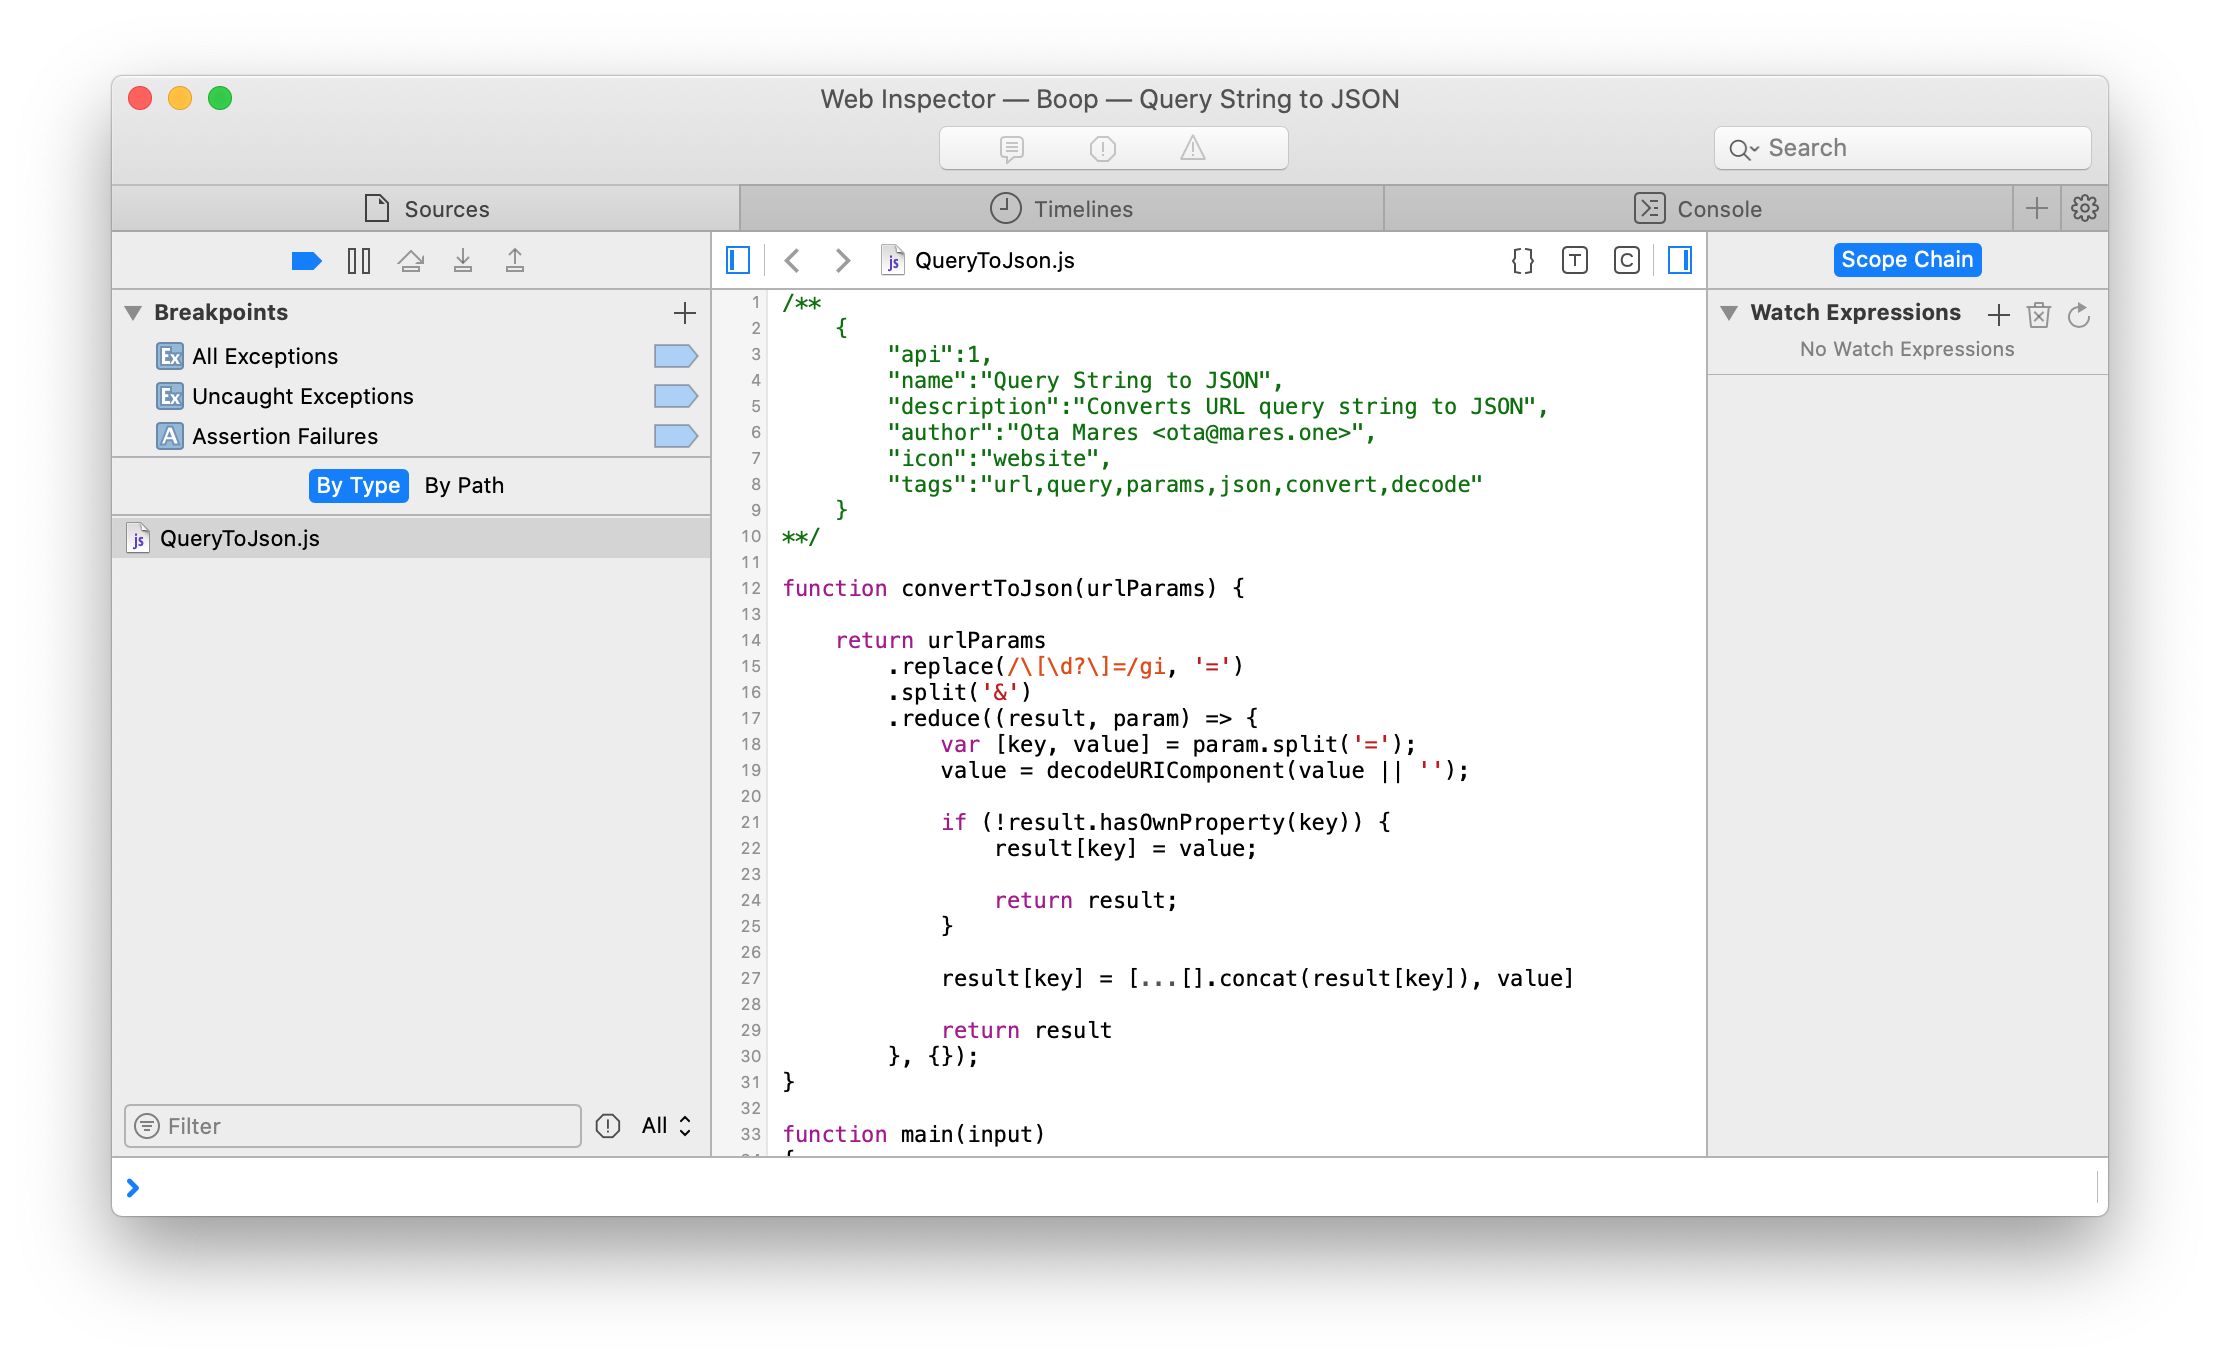 Web Inspector — Boop — Query String to JSON
Search
Sources
Timelines
Console
QueryToJson.js
{} T C
Scope Chain
Breakpoints
Ex All Exceptions
Ex Uncaught Exceptions
A Assertion Failures
By Type By Path
js QueryToJson.js
Filter
All
1 /**
2     {
3         "api":1,
4         "name":"Query String to JSON",
5         "description":"Converts URL query string to JSON",
6         "author":"Ota Mares <ota@mares.one>",
7         "icon":"website",
8         "tags":"url,query,params,json,convert,decode"
9     }
10 **/
11
12 function convertToJson(urlParams) {
13
14     return urlParams
15         .replace(/\[\d?\]=/gi, '=')
16         .split('&')
17         .reduce((result, param) => {
18             var [key, value] = param.split('=');
19             value = decodeURIComponent(value || '');
20
21             if (!result.hasOwnProperty(key)) {
22                 result[key] = value;
23
24                 return result;
25             }
26
27             result[key] = [...[].concat(result[key]), value]
28
29             return result
30         }, {});
31 }
32
33 function main(input)
Watch Expressions
No Watch Expressions